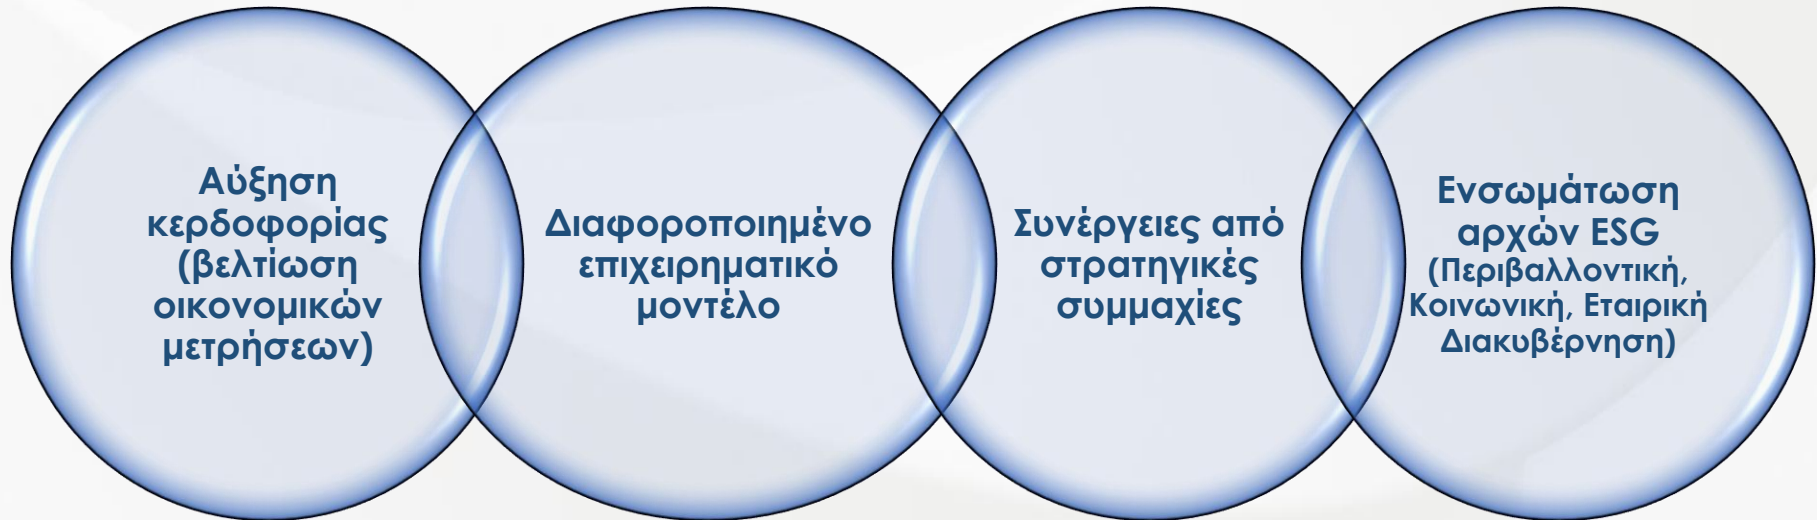 Αύξηση
κερδοφορίας
(βελτίωση
οικονομικών
μετρήσεων)
Διαφοροποιημένο
επιχειρηματικό
μοντέλο
Συνέργειες από
στρατηγικές
συμμαχίες
Ενσωμάτωση
αρχών ESG
(Περιβαλλοντική,
Κοινωνική, Εταιρική
Διακυβέρνηση)